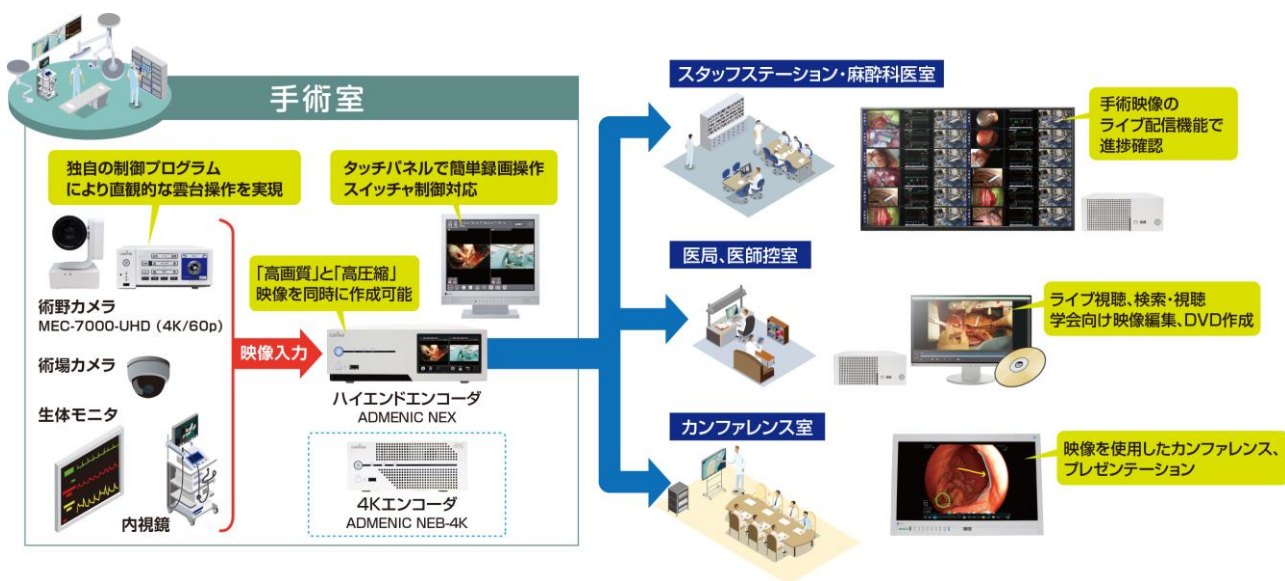 手術室
独自の制御プログラム
により直観的な雲台操作を実現
タッチパネルで簡単録画操作
スイッチャ制御対応
「高画質」と「高圧縮」
映像を同時に作成可能
術野カメラ
MEC-7000-UHD (4K/60p)
術場カメラ
生体モニタ
内視鏡
映像入力
ハイエンドエンコーダ
ADMENIC NEX
4Kエンコーダ
ADMENIC NEB-4K
スタッフステーション・麻酔科医室
手術映像の
ライブ配信機能で
進捗確認
医局、医師控室
ライブ視聴、検索・視聴
学会向け映像編集、DVD作成
カンファレンス室
映像を使用したカンファレンス、
プレゼンテーション